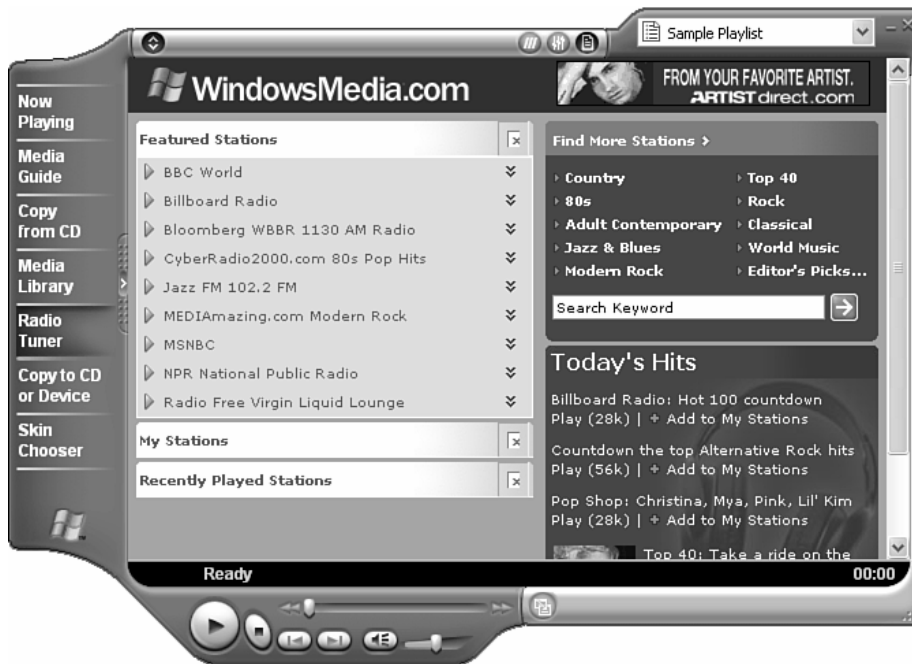 Sample Playlist
WindowsMedia.com
FROM YOUR FAVORITE ARTIST.
ARTISTdirect.com
Now
Playing
Media
Guide
Copy
from CD
Media
Library
Radio
Tuner
Copy to CD
or Device
Skin
Chooser
Featured Stations
BBC World
Billboard Radio
Bloomberg WBBR 1130 AM Radio
CyberRadio2000.com 80s Pop Hits
Jazz FM 102.2 FM
MEDIAmazing.com Modern Rock
MSNBC
NPR National Public Radio
Radio Free Virgin Liquid Lounge
My Stations
Recently Played Stations
Find More Stations
Country
80s
Adult Contemporary
Jazz & Blues
Modern Rock
Top 40
Rock
Classical
World Music
Editor's Picks...
Search Keyword
Today's Hits
Billboard Radio: Hot 100 countdown
Play (28k) | + Add to My Stations
Countdown the top Alternative Rock hits
Play (56k) | + Add to My Stations
Pop Shop: Christina, Mya, Pink, Lil' Kim
Play (28k) | + Add to My Stations
Top 40: Take a ride on the
Ready
00:00